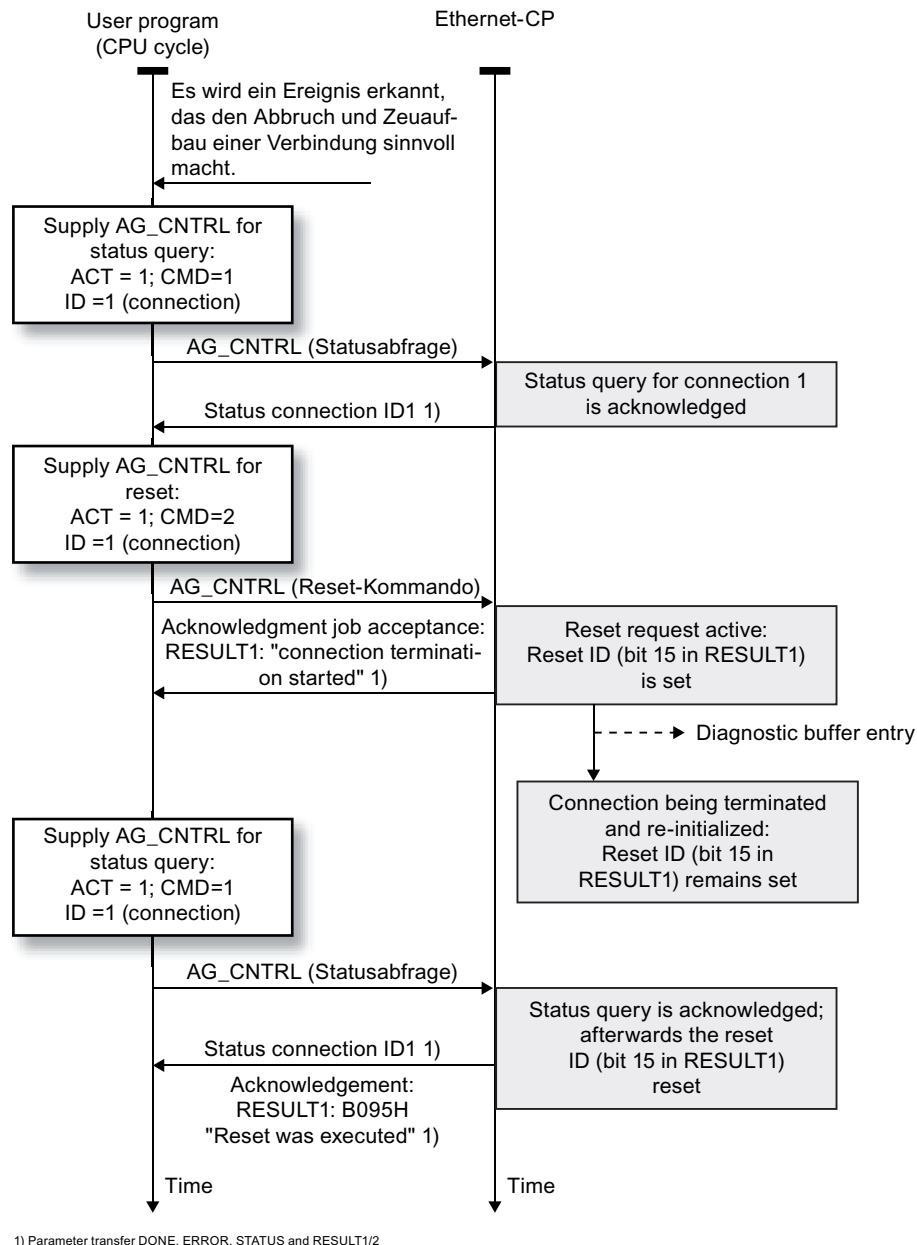 User program
(CPU cycle)
Ethernet-CP
Es wird ein Ereignis erkannt,
das den Abbruch und Zeuauf-
bau einer Verbindung sinnvoll
macht.
Supply AG_CNTRL for
status query:
ACT = 1; CMD=1
ID =1 (connection)
AG_CNTRL (Statusabfrage)
Status query for connection 1
is acknowledged
Status connection ID1 1)
Supply AG_CNTRL for
reset:
ACT = 1; CMD=2
ID =1 (connection)
AG_CNTRL (Reset-Kommando)
Acknowledgment job acceptance:
RESULT1: "connection terminati-
on started" 1)
Reset request active:
Reset ID (bit 15 in RESULT1)
is set
Diagnostic buffer entry
Connection being terminated
and re-initialized:
Reset ID (bit 15 in
RESULT1) remains set
Supply AG_CNTRL for
status query:
ACT = 1; CMD=1
ID =1 (connection)
AG_CNTRL (Statusabfrage)
Status query is acknowledged;
afterwards the reset
ID (bit 15 in RESULT1)
reset
Status connection ID1 1)
Acknowledgement:
RESULT1: B095H
"Reset was executed" 1)
Time
Time
1) Parameter transfer DONE, ERROR, STATUS and RESULT1/2